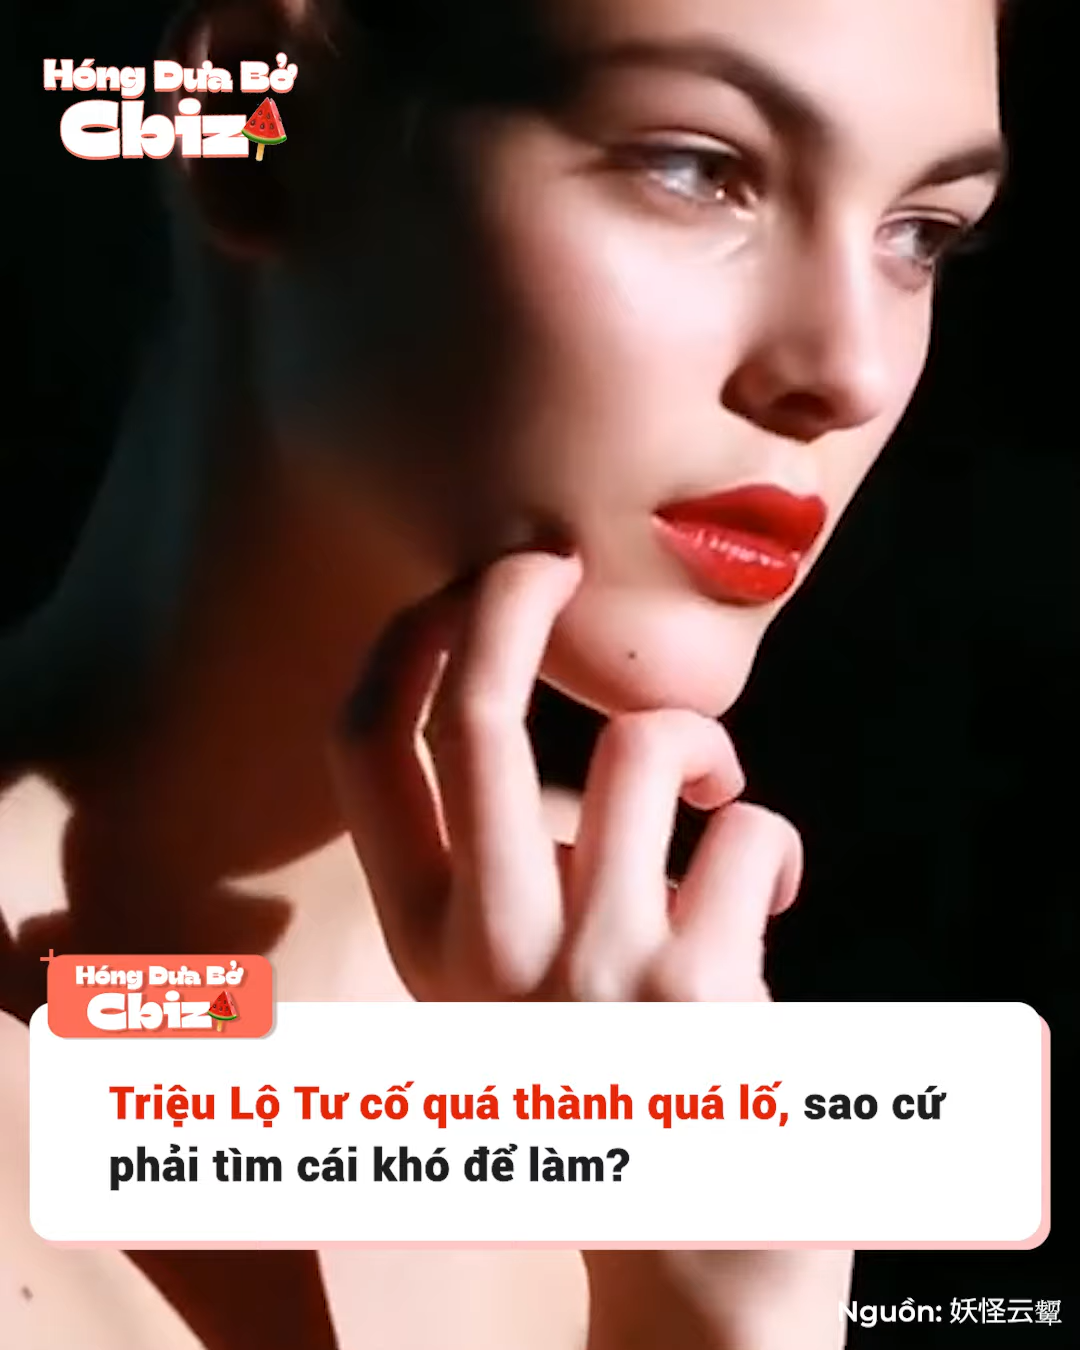 Hóng Dưa Bở
Cbiz
Hóng Dưa Bở
Cbiz
Triệu Lộ Tư cố quá thành quá lố, sao cứ
phải tìm cái khó để làm?
Nguồn: 妖怪云颦